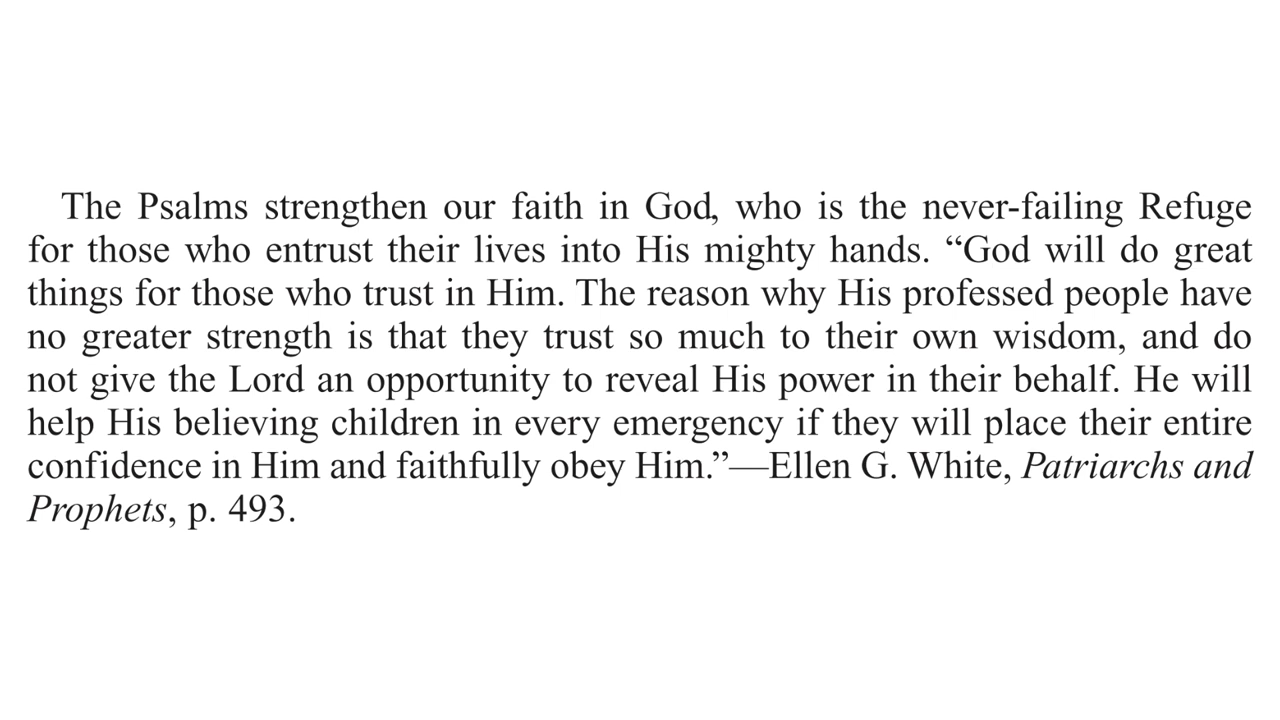 The Psalms strengthen our faith in God, who is the never-failing Refuge
for those who entrust their lives into His mighty hands. “God will do great
things for those who trust in Him. The reason why His professed people have
no greater strength is that they trust so much to their own wisdom, and do
not give the Lord an opportunity to reveal His power in their behalf. He will
help His believing children in every emergency if they will place their entire
confidence in Him and faithfully obey Him.”—Ellen G. White, Patriarchs and
Prophets, p. 493.